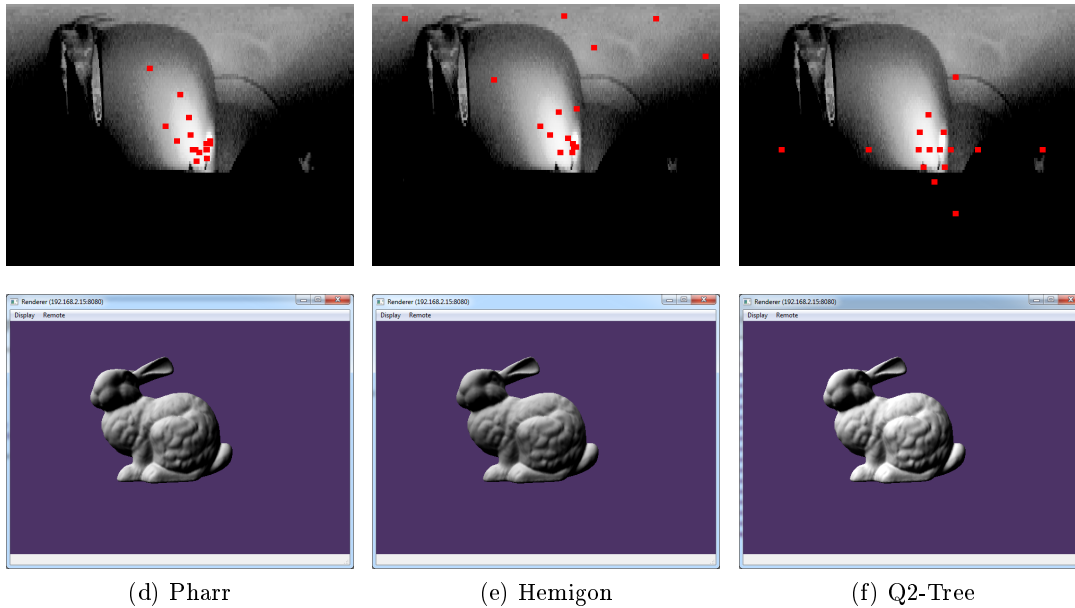 Renderer (192.168.2.15:8080)
Display Remote
Renderer (192.168.2.15:8080)
Display Remote
Renderer (192.168.2.15:8080)
Display Remote
(d) Pharr
(e) Hemigon
(f) Q2-Tree